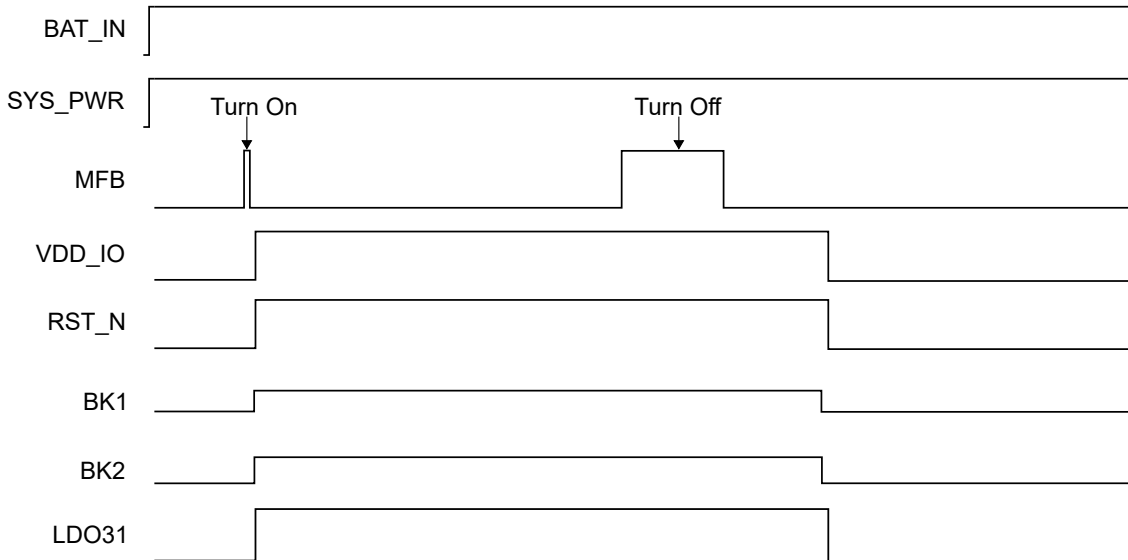 BAT_IN
SYS_PWR
Turn On
Turn Off
MFB
VDD_IO
RST_N
BK1
BK2
LDO31